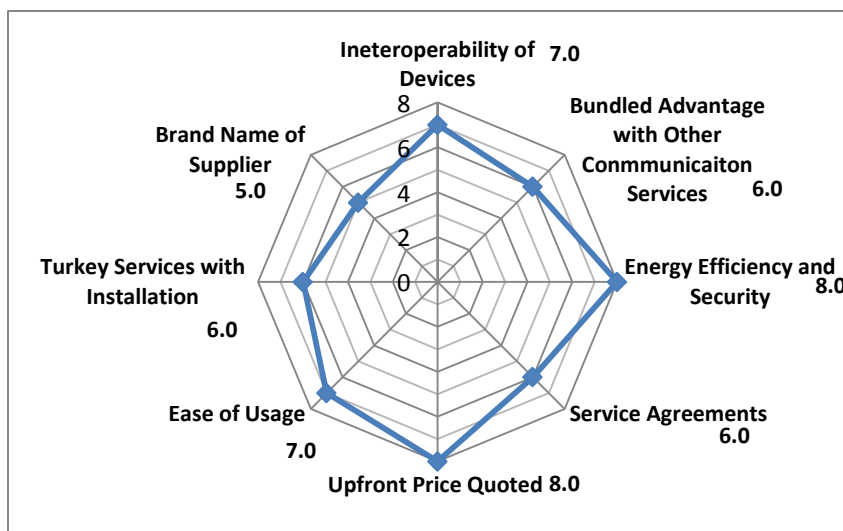 Ineteroperability of
Devices
7.0
Bundled Advantage
with Other
Conmmunicaiton
Services
6.0
Energy Efficiency and
Security
8.0
Service Agreements
6.0
Upfront Price Quoted
8.0
Ease of Usage
7.0
Turkey Services with
Installation
6.0
Brand Name of
Supplier
5.0
8
6
4
2
0